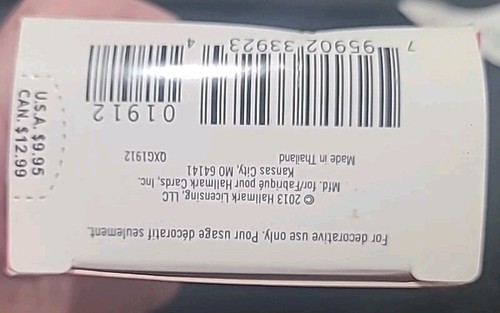 For decorative use only. Pour usage décoratif seulement.
© 2013 Hallmark Licensing, LLC
Mfd. for/Fabriqué pour Hallmark Cards, Inc.
Kansas City, MO 64141
Made in Thailand QXG1912
01912
7 95902 33923 4
U.S.A. $9.95
CAN. $12.99